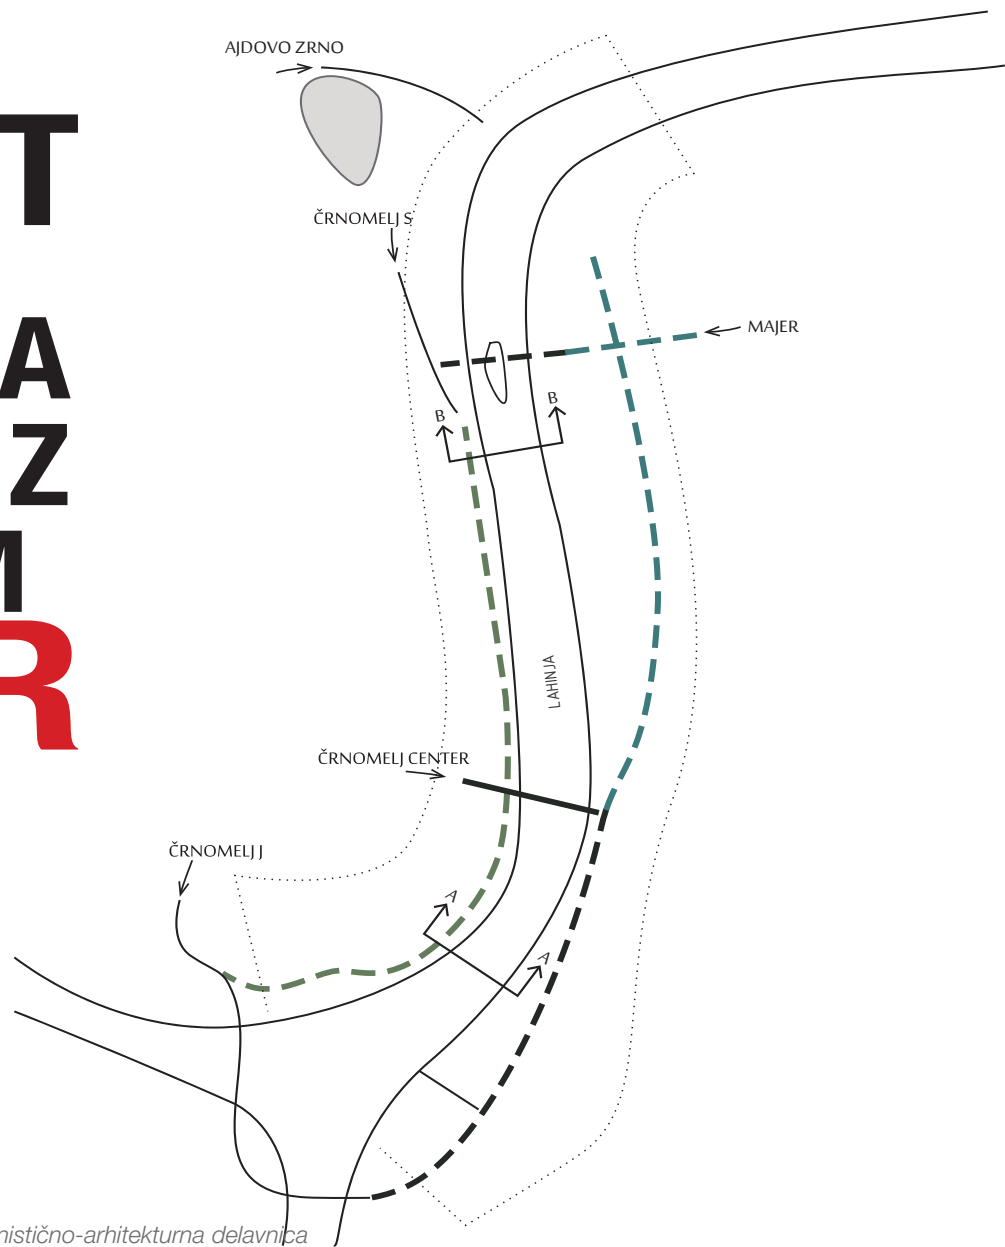 AJDOVO ZRNO
T
ČRNOMELJ S
A
MAJER
B
B
Z
M
R
LAHINJA
ČRNOMELJ CENTER
ČRNOMELJ J
A
A
nistično-arhitekturna delavnica